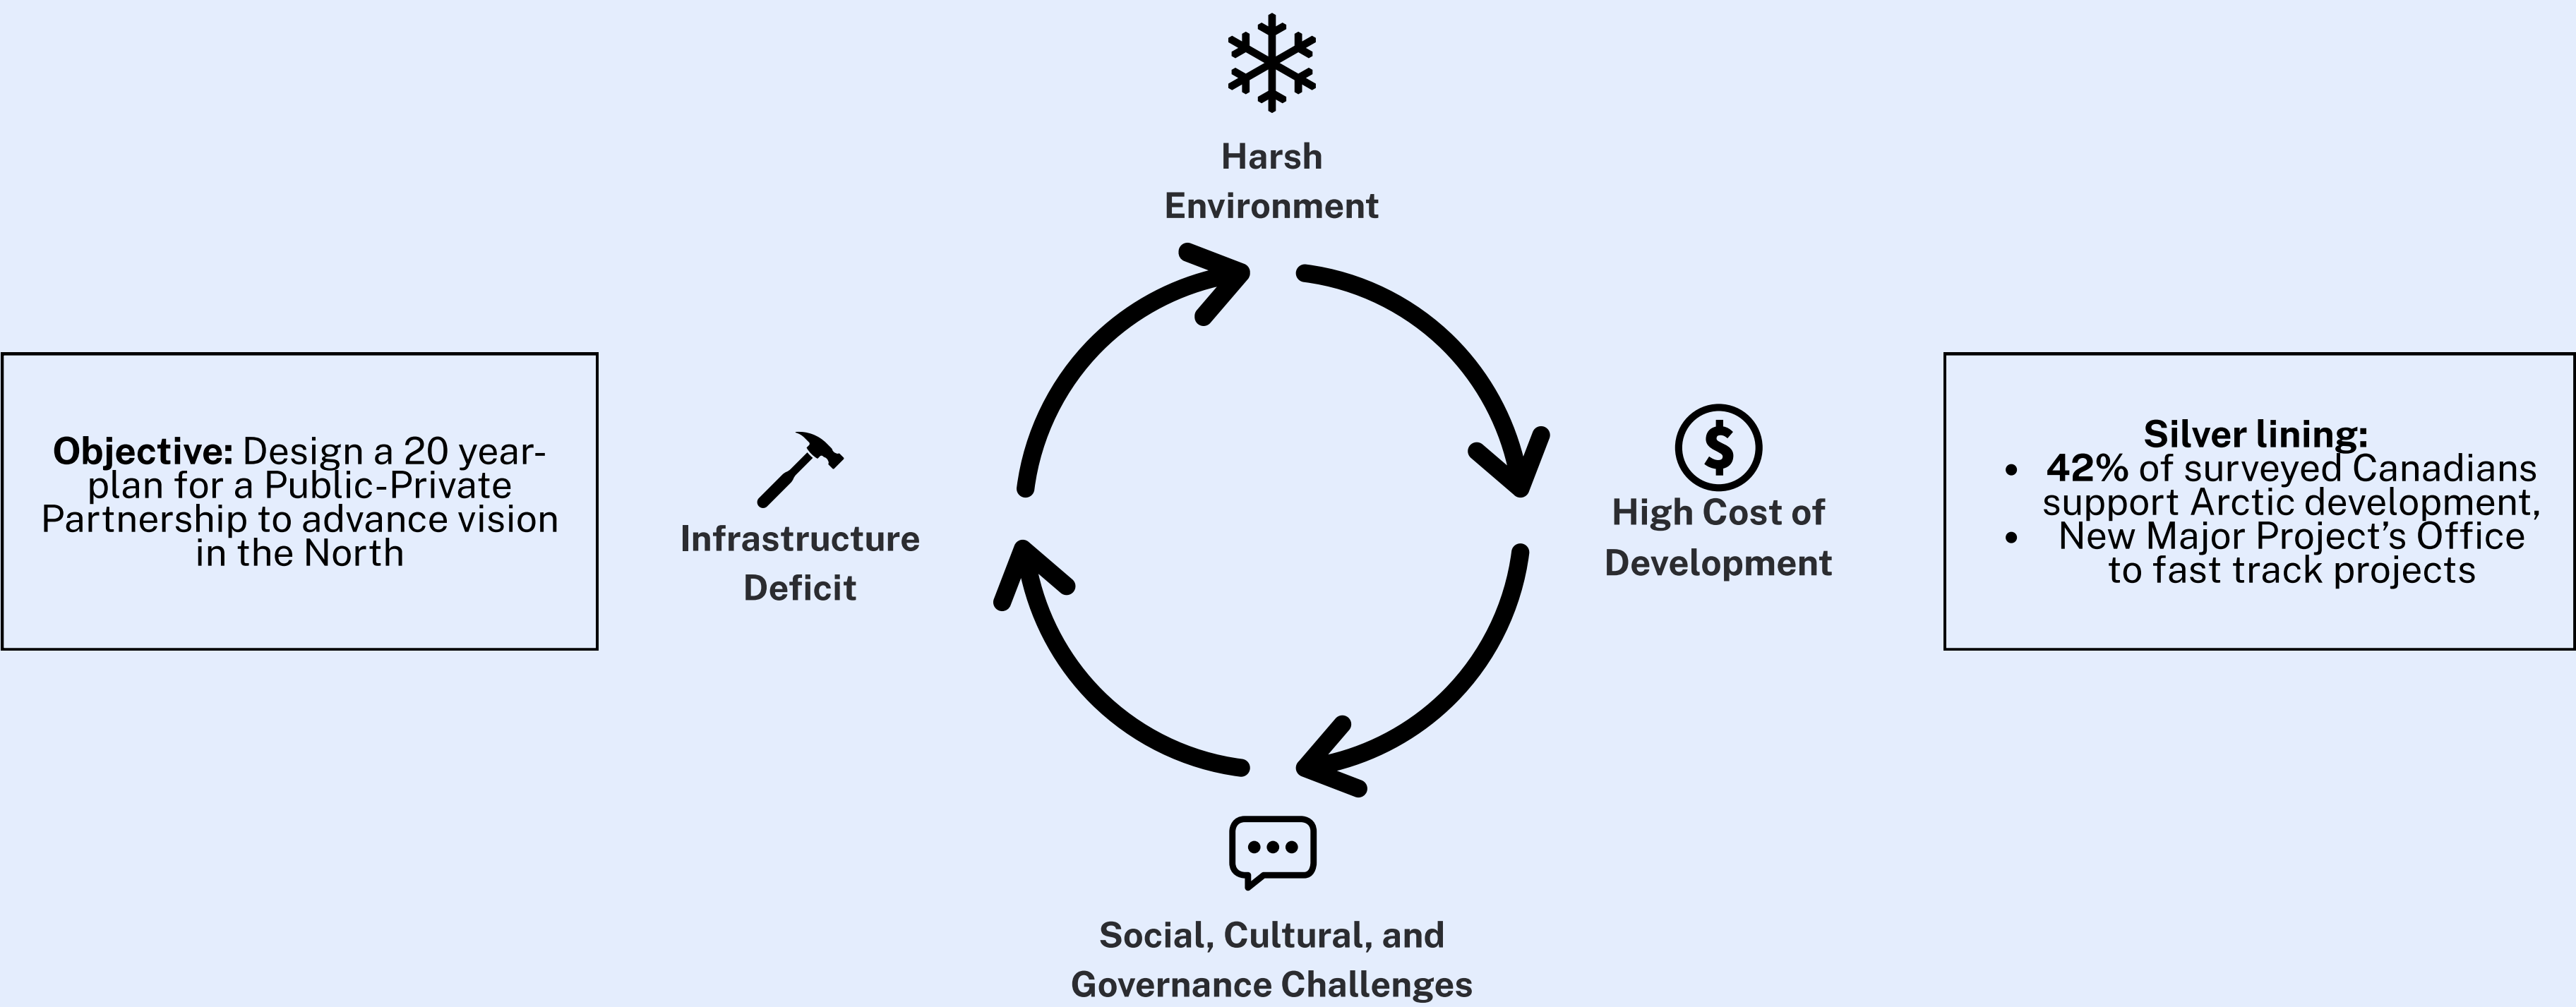 Harsh
Environment
Objective: Design a 20 year-
plan for a Public-Private
Partnership to advance vision
in the North
Infrastructure
Deficit
$
High Cost of
Development
Silver lining:
• 42% of surveyed Canadians
support Arctic development,
• New Major Project’s Office
to fast track projects
Social, Cultural, and
Governance Challenges